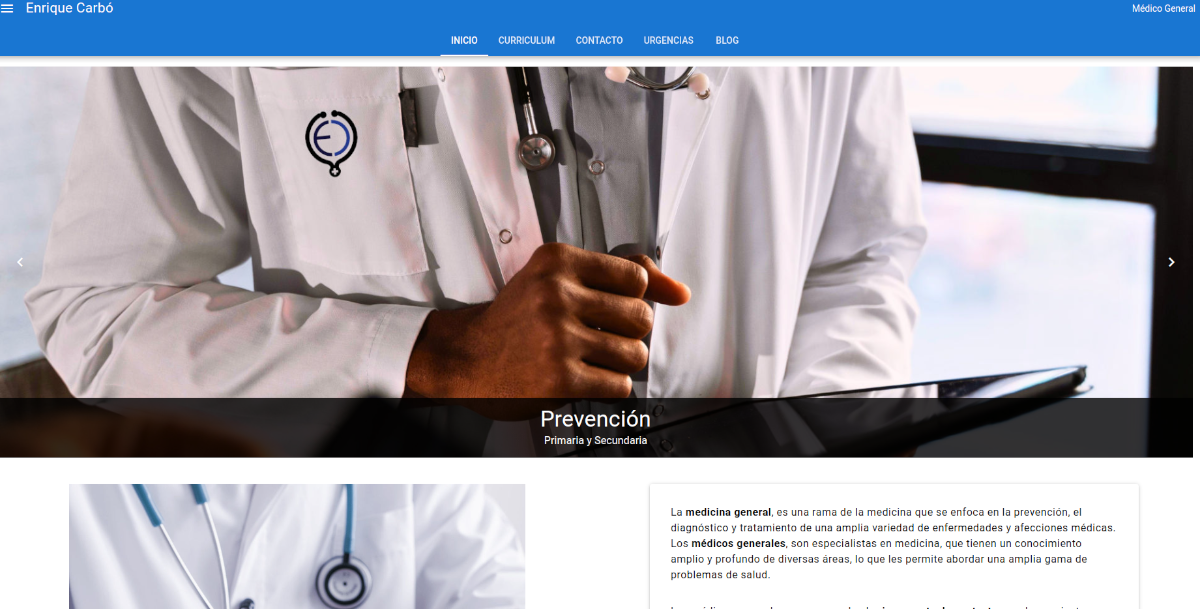 Enrique Carbó
Médico General
INICIO CURRICULUM CONTACTO URGENCIAS BLOG
Prevención
Primaria y Secundaria
La medicina general, es una rama de la medicina que se enfoca en la prevención, el
diagnóstico y tratamiento de una amplia variedad de enfermedades y afecciones médicas.
Los médicos generales, son especialistas en medicina, que tienen un conocimiento
amplio y profundo de diversas áreas, lo que les permite abordar una amplia gama de
problemas de salud.